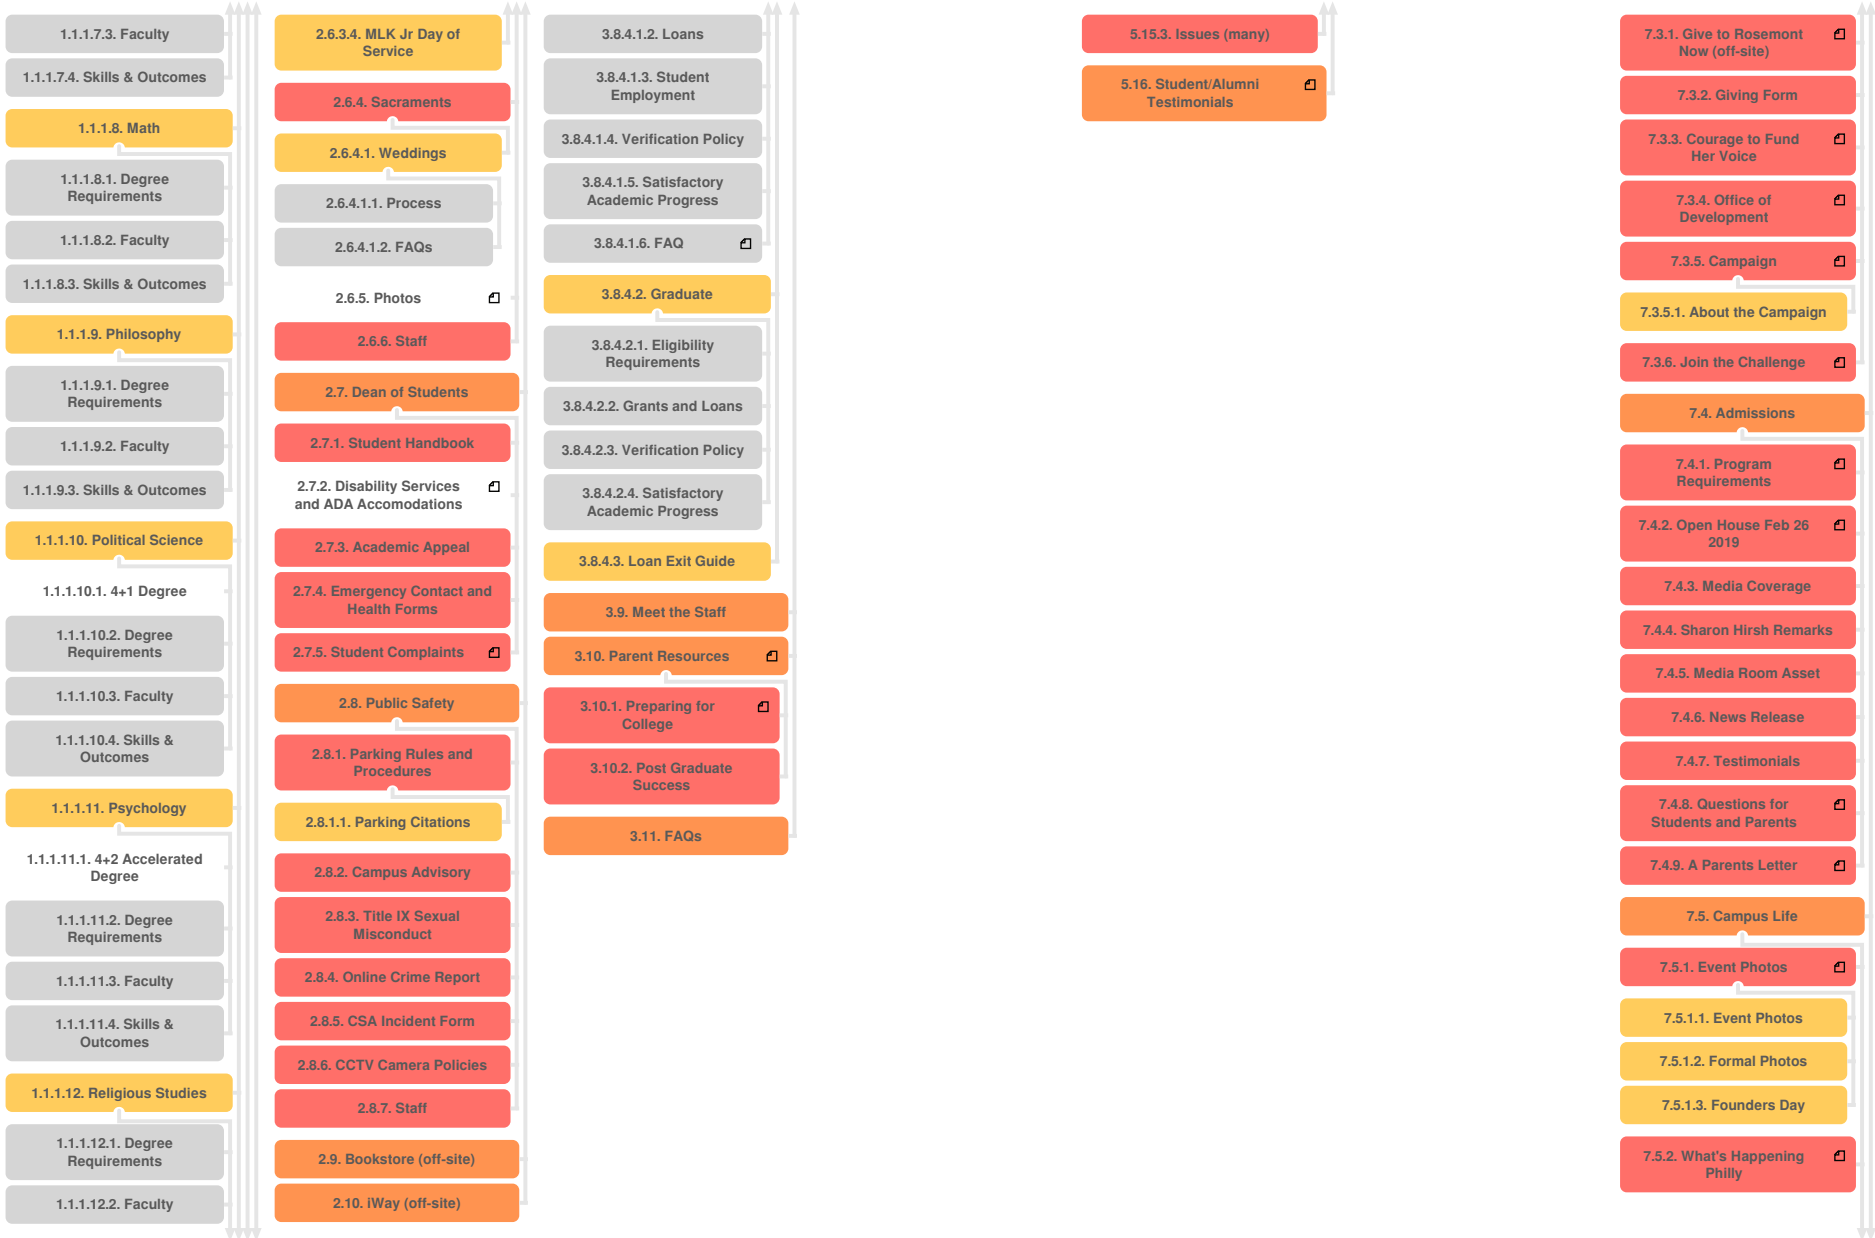 1.1.1.7.3. Faculty
1.1.1.7.4. Skills & Outcomes
1.1.1.8. Math
1.1.1.8.1. Degree
Requirements
1.1.1.8.2. Faculty
1.1.1.8.3. Skills & Outcomes
1.1.1.9. Philosophy
1.1.1.9.1. Degree
Requirements
1.1.1.9.2. Faculty
1.1.1.9.3. Skills & Outcomes
1.1.1.10. Political Science
1.1.1.10.1. 4+1 Degree
1.1.1.10.2. Degree
Requirements
1.1.1.10.3. Faculty
1.1.1.10.4. Skills &
Outcomes
1.1.1.11. Psychology
1.1.1.11.1. 4+2 Accelerated
Degree
1.1.1.11.2. Degree
Requirements
1.1.1.11.3. Faculty
1.1.1.11.4. Skills &
Outcomes
1.1.1.12. Religious Studies
1.1.1.12.1. Degree
Requirements
1.1.1.12.2. Faculty
2.6.3.4. MLK Jr Day of
Service
2.6.4. Sacraments
2.6.4.1. Weddings
2.6.4.1.1. Process
2.6.4.1.2. FAQs
2.6.5. Photos
2.6.6. Staff
2.7. Dean of Students
2.7.1. Student Handbook
2.7.2. Disability Services
and ADA Accomodations
2.7.3. Academic Appeal
2.7.4. Emergency Contact and
Health Forms
2.7.5. Student Complaints
2.8. Public Safety
2.8.1. Parking Rules and
Procedures
2.8.1.1. Parking Citations
2.8.2. Campus Advisory
2.8.3. Title IX Sexual
Misconduct
2.8.4. Online Crime Report
2.8.5. CSA Incident Form
2.8.6. CCTV Camera Policies
2.8.7. Staff
2.9. Bookstore (off-site)
2.10. iWay (off-site)
3.8.4.1.2. Loans
3.8.4.1.3. Student
Employment
3.8.4.1.4. Verification Policy
3.8.4.1.5. Satisfactory
Academic Progress
3.8.4.1.6. FAQ
3.8.4.2. Graduate
3.8.4.2.1. Eligibility
Requirements
3.8.4.2.2. Grants and Loans
3.8.4.2.3. Verification Policy
3.8.4.2.4. Satisfactory
Academic Progress
3.8.4.3. Loan Exit Guide
3.9. Meet the Staff
3.10. Parent Resources
3.10.1. Preparing for
College
3.10.2. Post Graduate
Success
3.11. FAQs
5.15.3. Issues (many)
5.16. Student/Alumni
Testimonials
7.3.1. Give to Rosemont
Now (off-site)
7.3.2. Giving Form
7.3.3. Courage to Fund
Her Voice
7.3.4. Office of
Development
7.3.5. Campaign
7.3.5.1. About the Campaign
7.3.6. Join the Challenge
7.4. Admissions
7.4.1. Program
Requirements
7.4.2. Open House Feb 26
2019
7.4.3. Media Coverage
7.4.4. Sharon Hirsh Remarks
7.4.5. Media Room Asset
7.4.6. News Release
7.4.7. Testimonials
7.4.8. Questions for
Students and Parents
7.4.9. A Parents Letter
7.5. Campus Life
7.5.1. Event Photos
7.5.1.1. Event Photos
7.5.1.2. Formal Photos
7.5.1.3. Founders Day
7.5.2. What's Happening
Philly